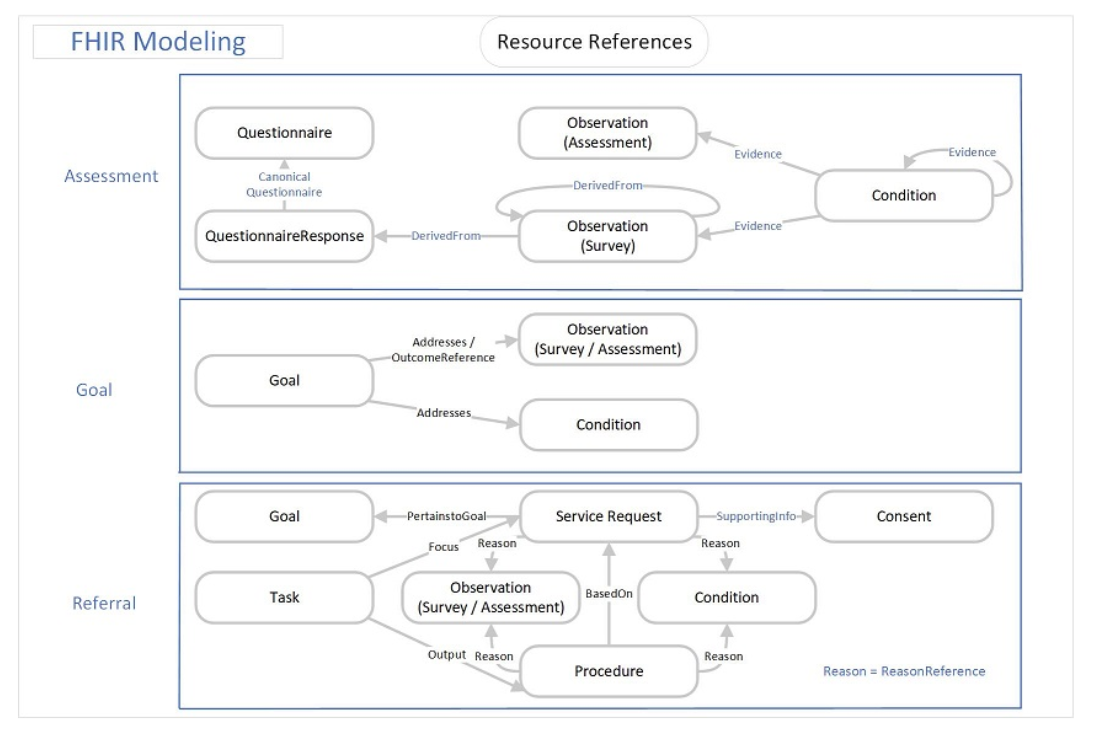 FHIR Modeling
Resource References
Assessment
Questionnaire
Canonical
Questionnaire
QuestionnaireResponse
DerivedFrom
Observation
(Assessment)
DerivedFrom
Observation
(Survey)
Evidence
Evidence
Evidence
Condition
Goal
Goal
Addresses /
OutcomeReference
Addresses
Observation
(Survey / Assessment)
Condition
Referral
Goal
PertainstoGoal
Service Request
SupportingInfo
Consent
Focus
Reason
Reason
Task
Observation
(Survey / Assessment)
BasedOn
Condition
Output
Reason
Procedure
Reason
Reason = ReasonReference